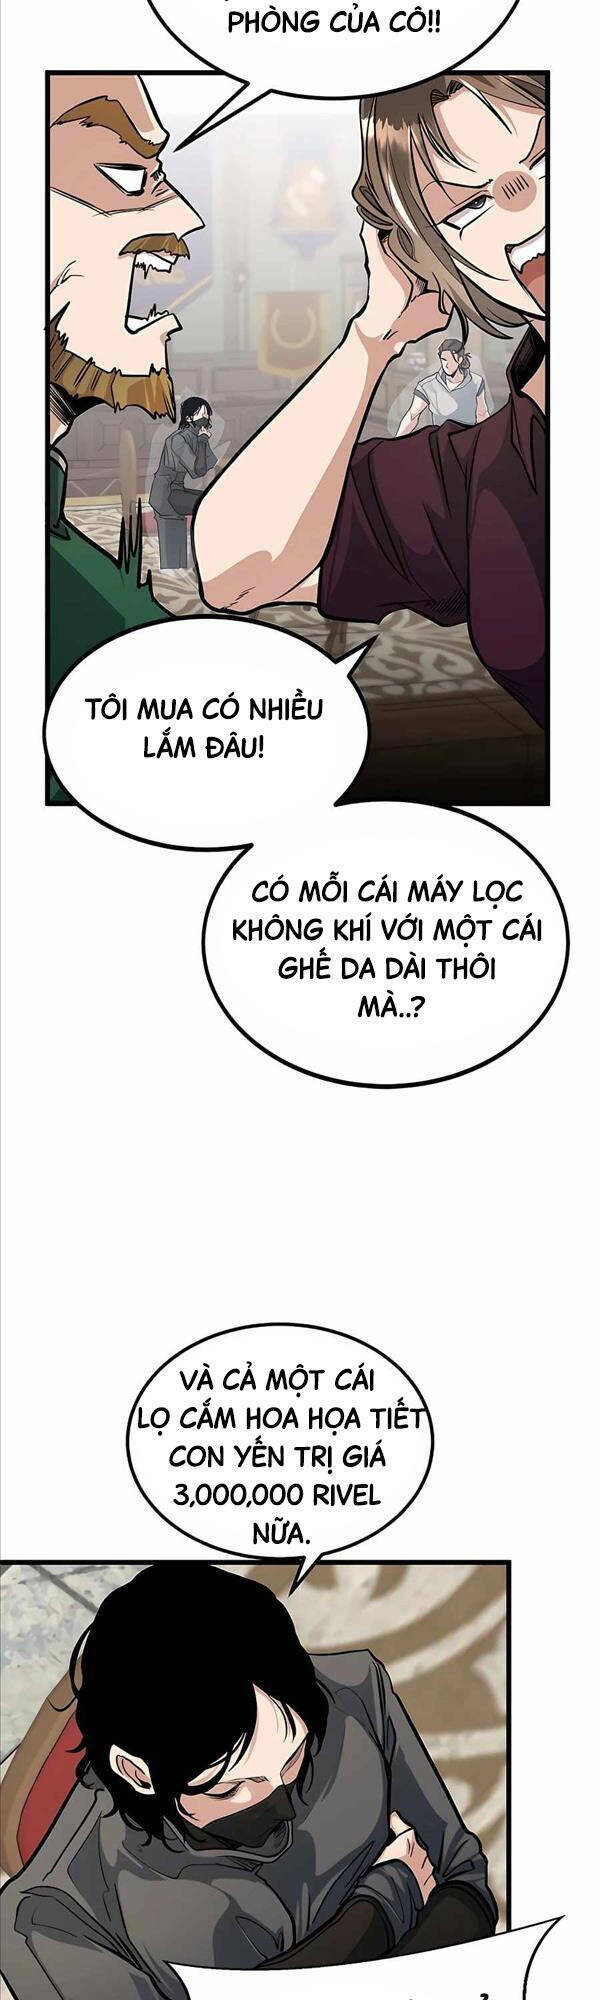 PHÒNG CỦA CÔ!!
TÔI MUA CÓ NHIỀU
LẮM ĐÂU!
CÓ MỖI CÁI MÁY LỌC
KHÔNG KHÍ VỚI MỘT CÁI
GHẾ DA DÀI THÔI
MÀ..?
VÀ CẢ MỘT CÁI
LỌ CẮM HOA HỌA TIẾT
CON YẾN TRỊ GIÁ
3,000,000 RIVEL
NỮA.